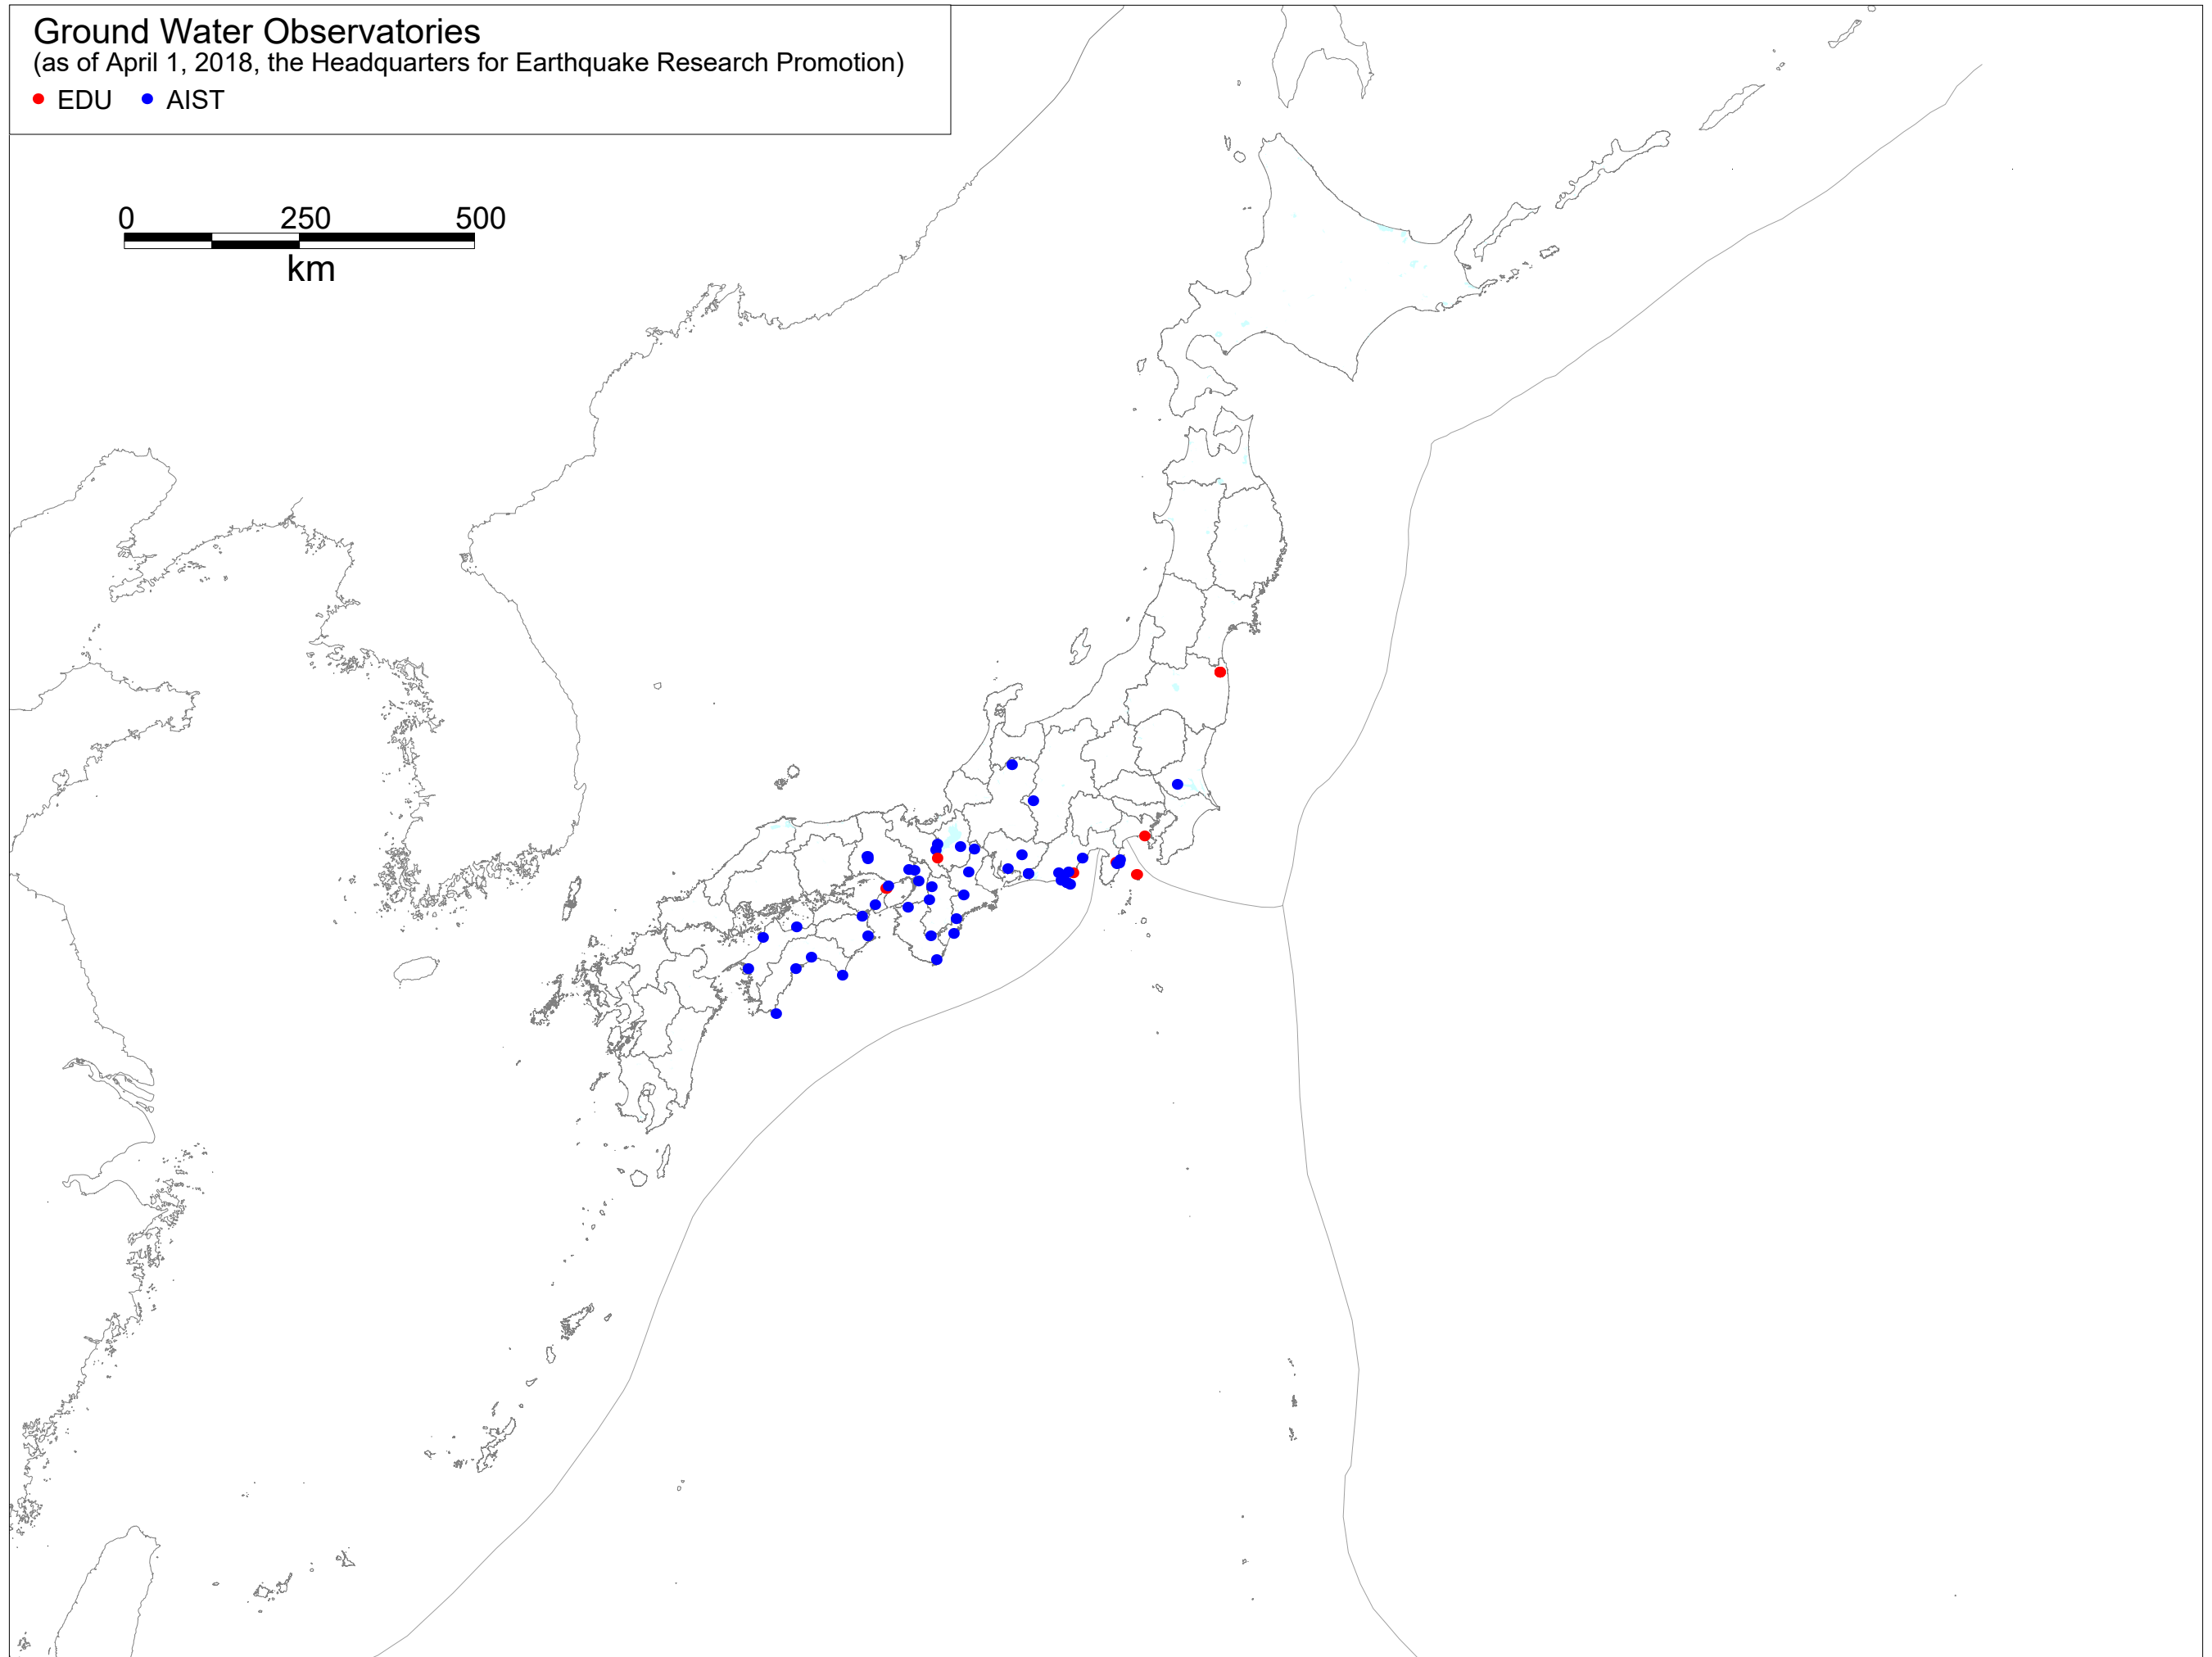 Ground Water Observatories
(as of April 1, 2018, the Headquarters for Earthquake Research Promotion)
EDU AIST
0 250 500
km